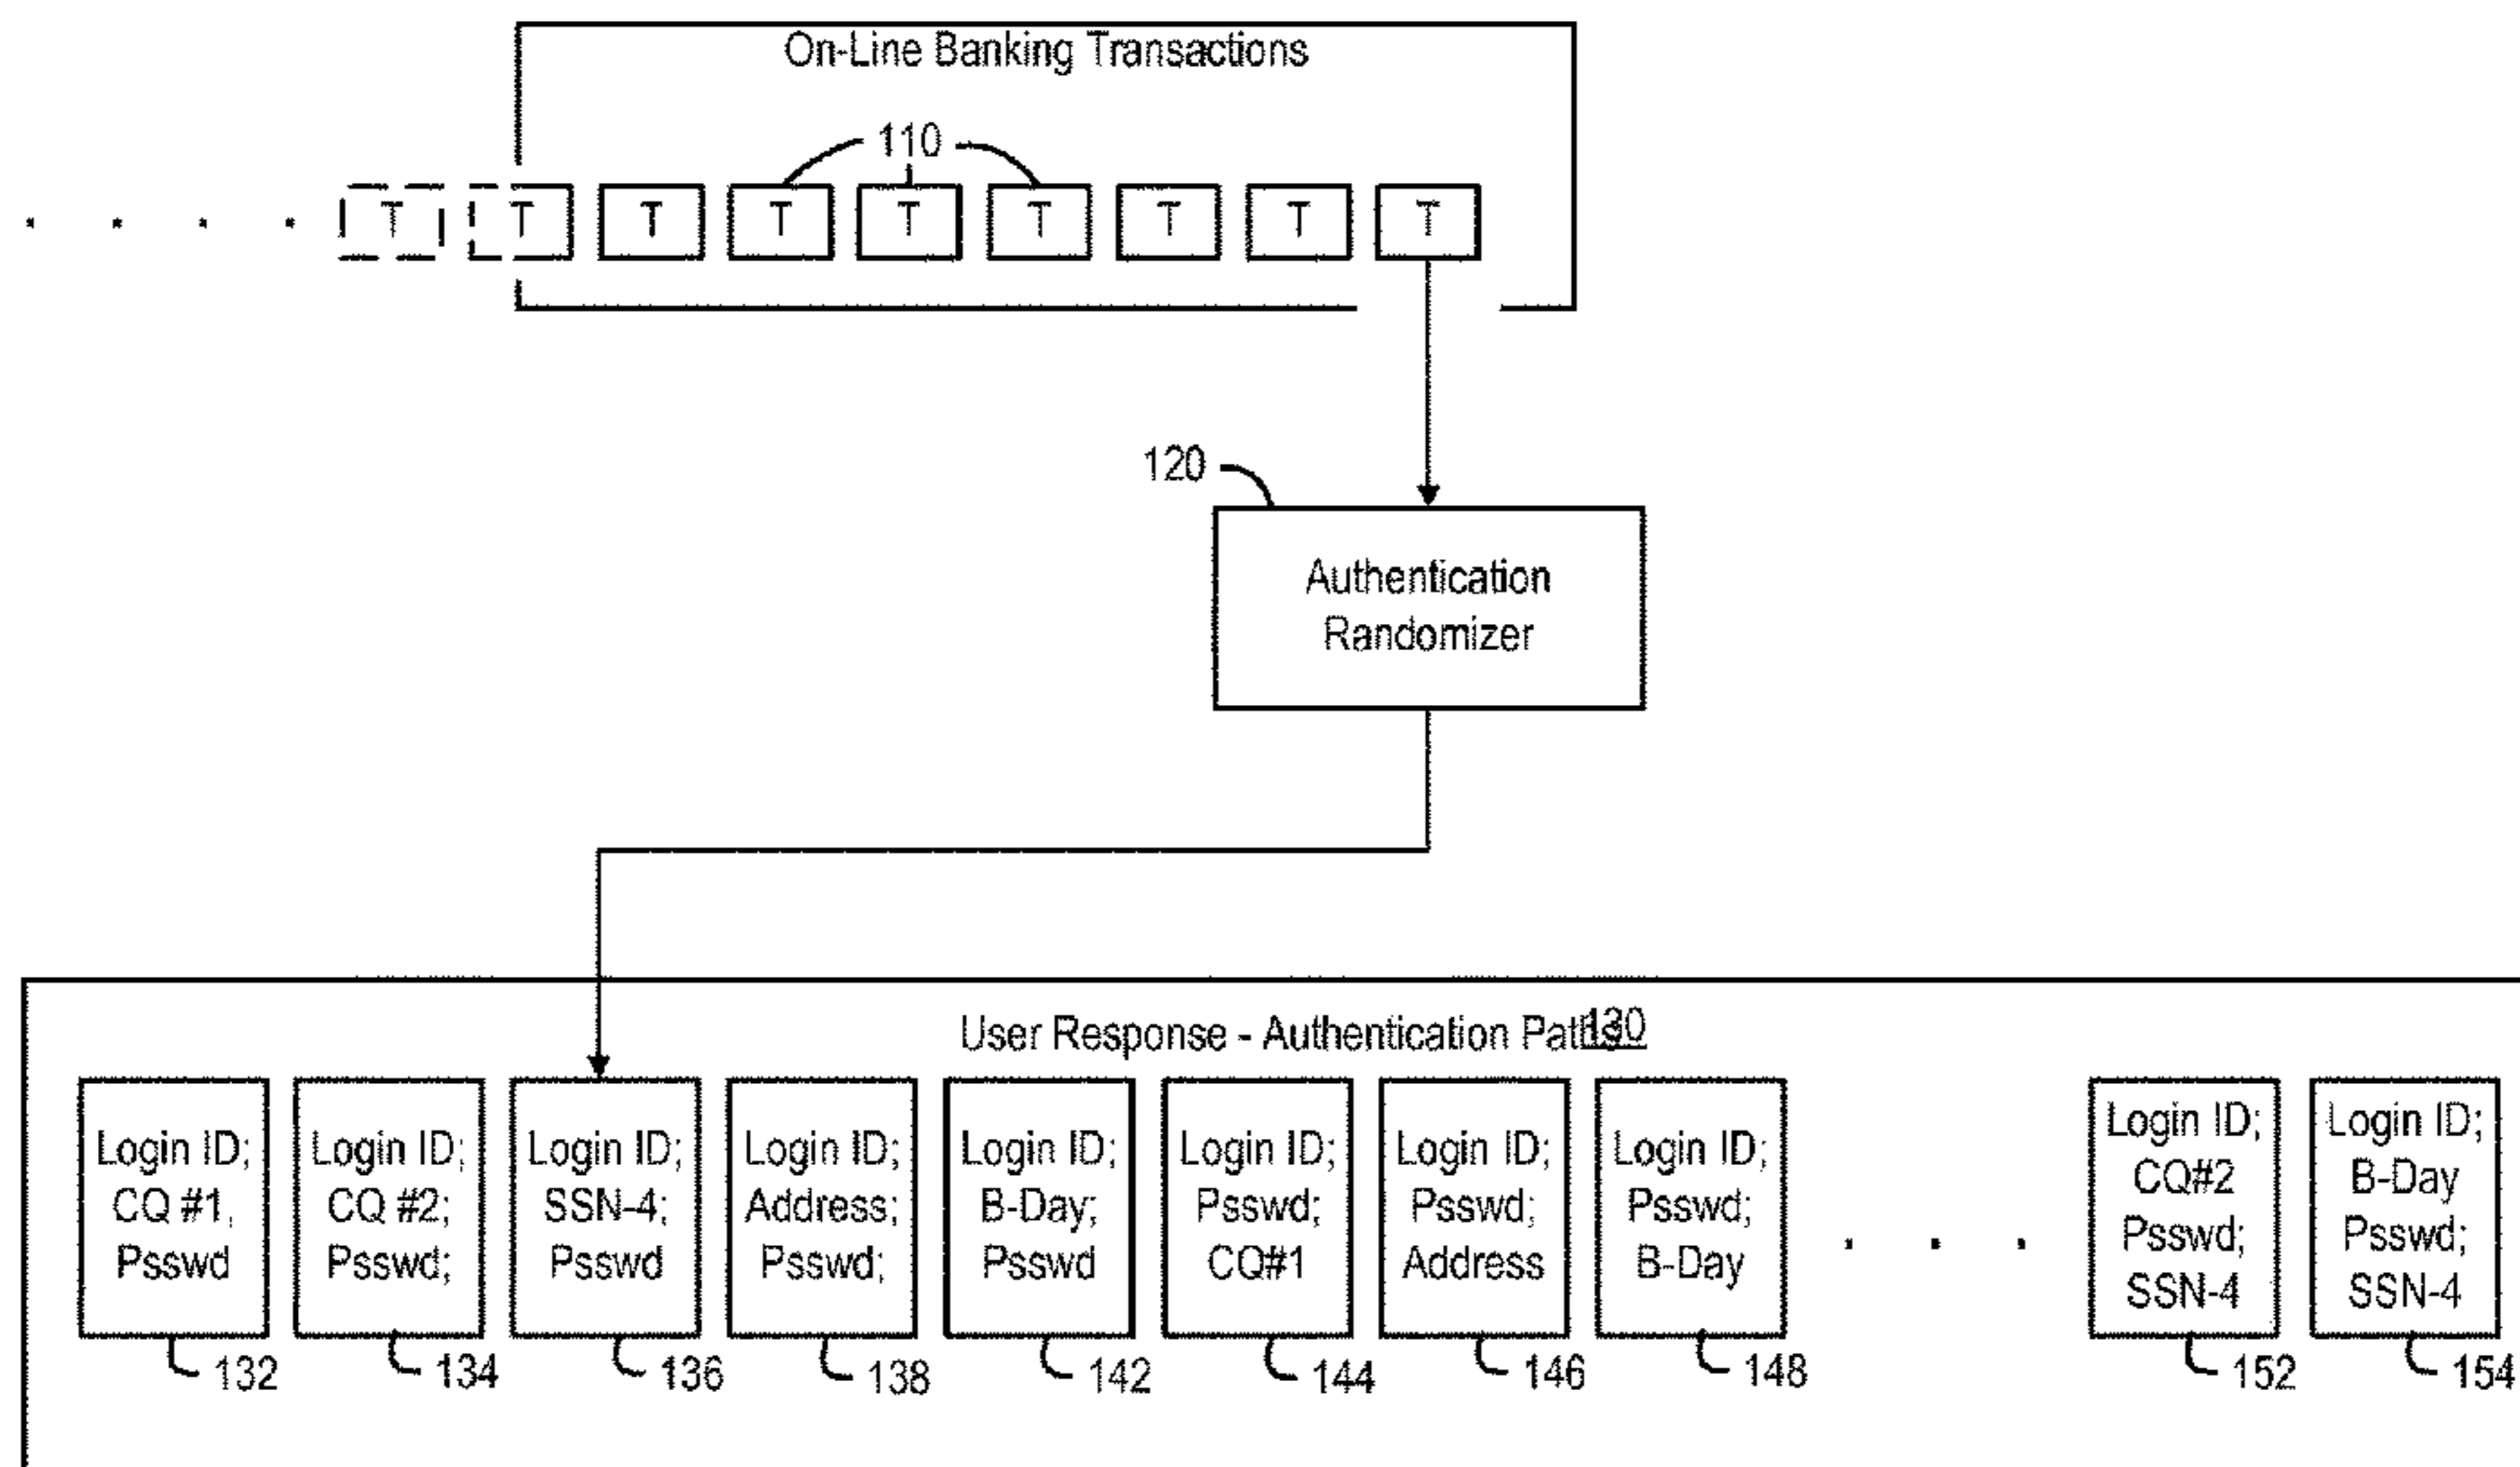 On-Line Banking Transactions
110
T T T T T T T T T
120
Authentication
Randomizer
User Response - Authentication Paths 130
Login ID;
CQ #1,
Psswd
Login ID;
CQ #2;
Psswd;
Login ID;
SSN-4;
Psswd
Login ID;
Address;
Psswd;
Login ID;
B-Day;
Psswd
Login ID;
Psswd;
CQ#1
Login ID;
Psswd;
Address
Login ID;
Psswd;
B-Day
Login ID;
CQ#2
Psswd;
SSN-4
Login ID;
B-Day
Psswd;
SSN-4
132
134
136
138
142
144
146
148
152
154